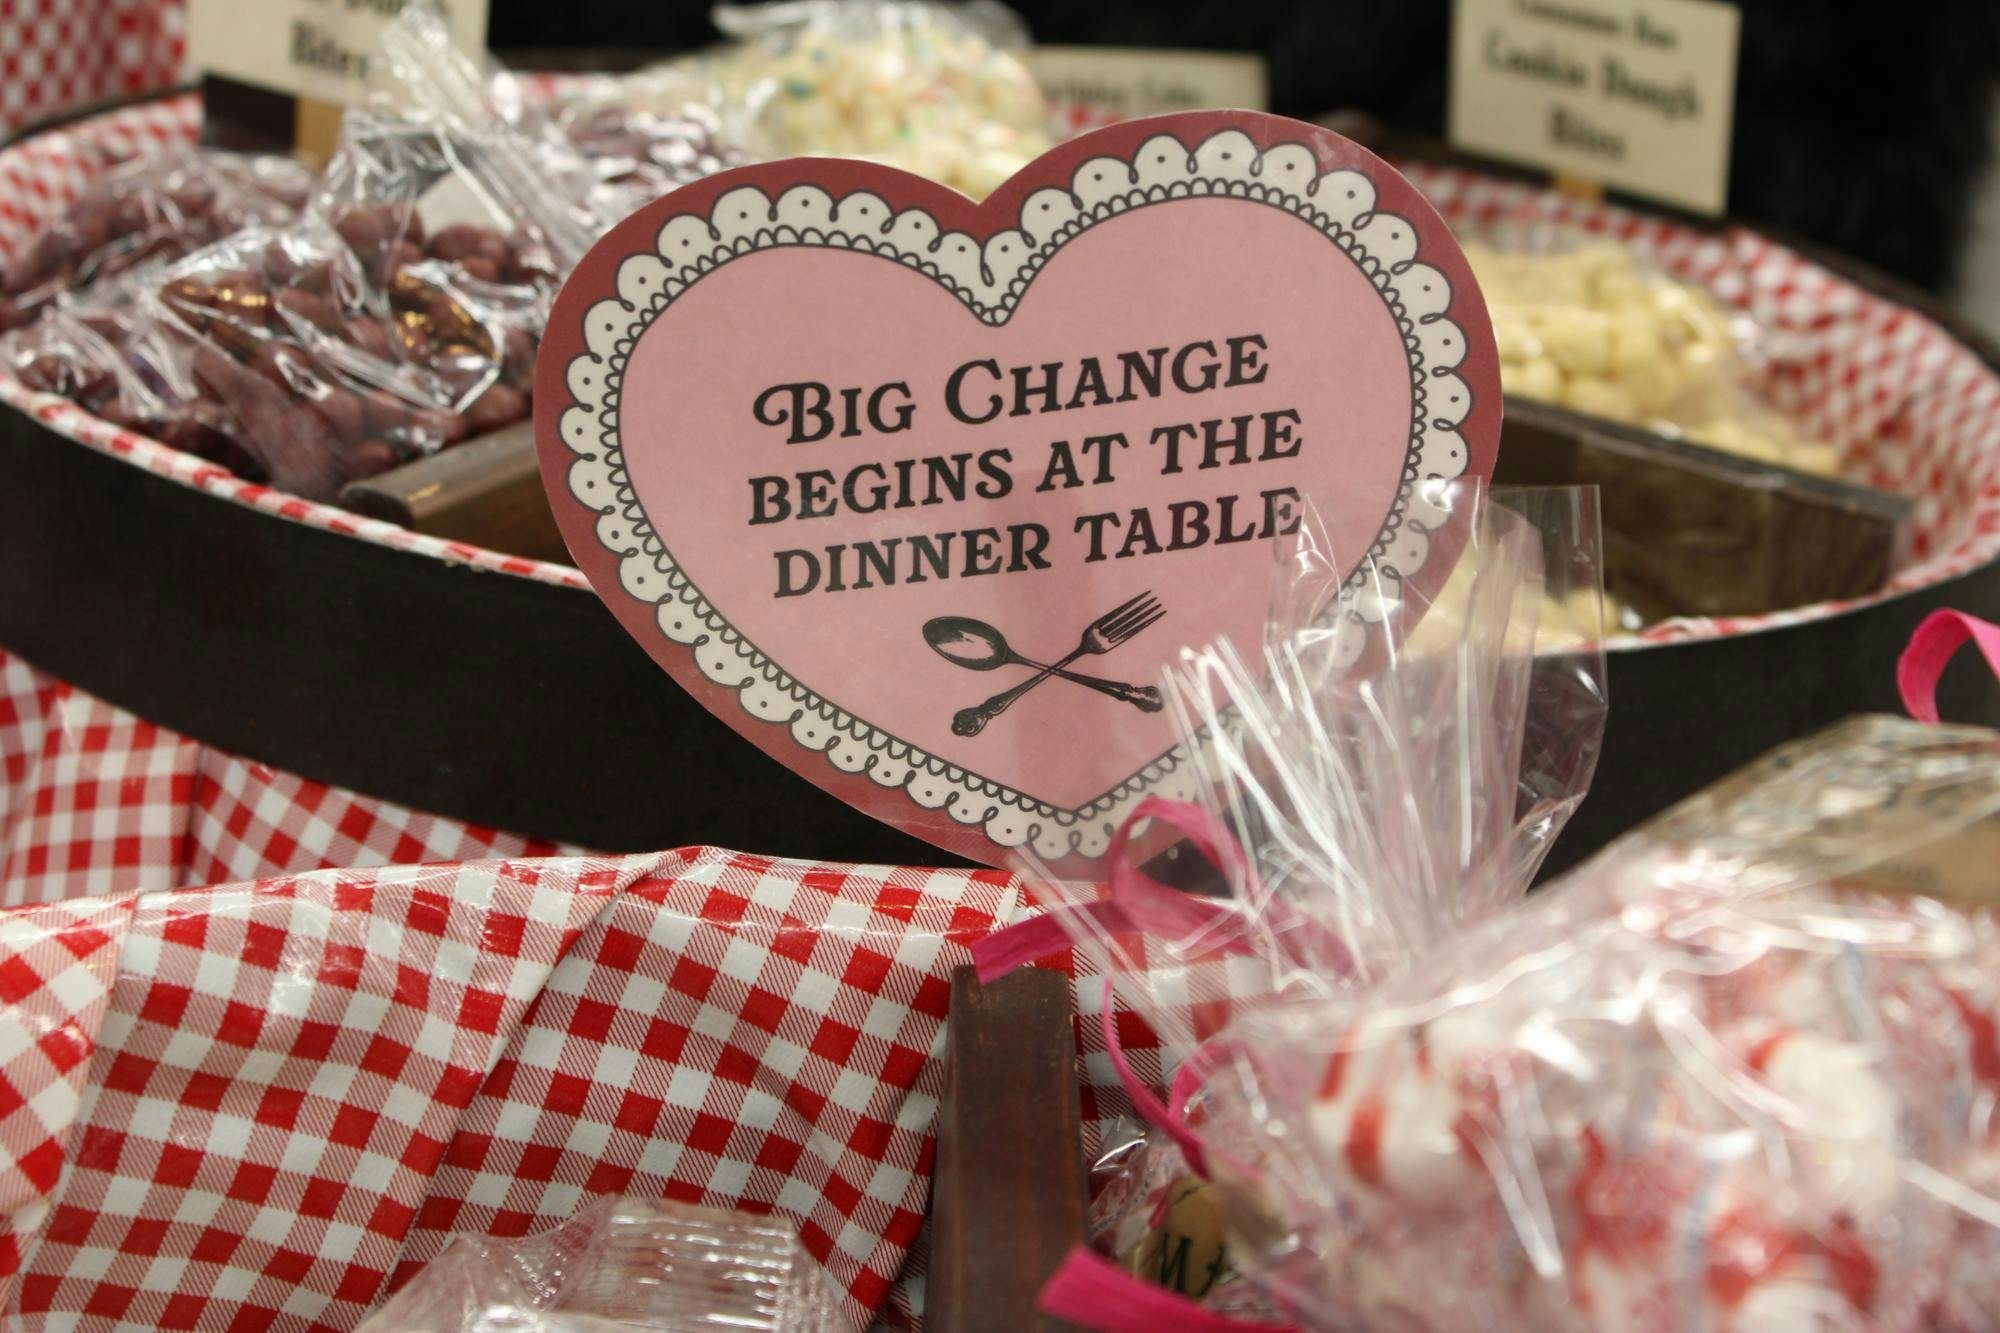 Bites
Cookie Dough
Bites
Big Change
begins at the
dinner table